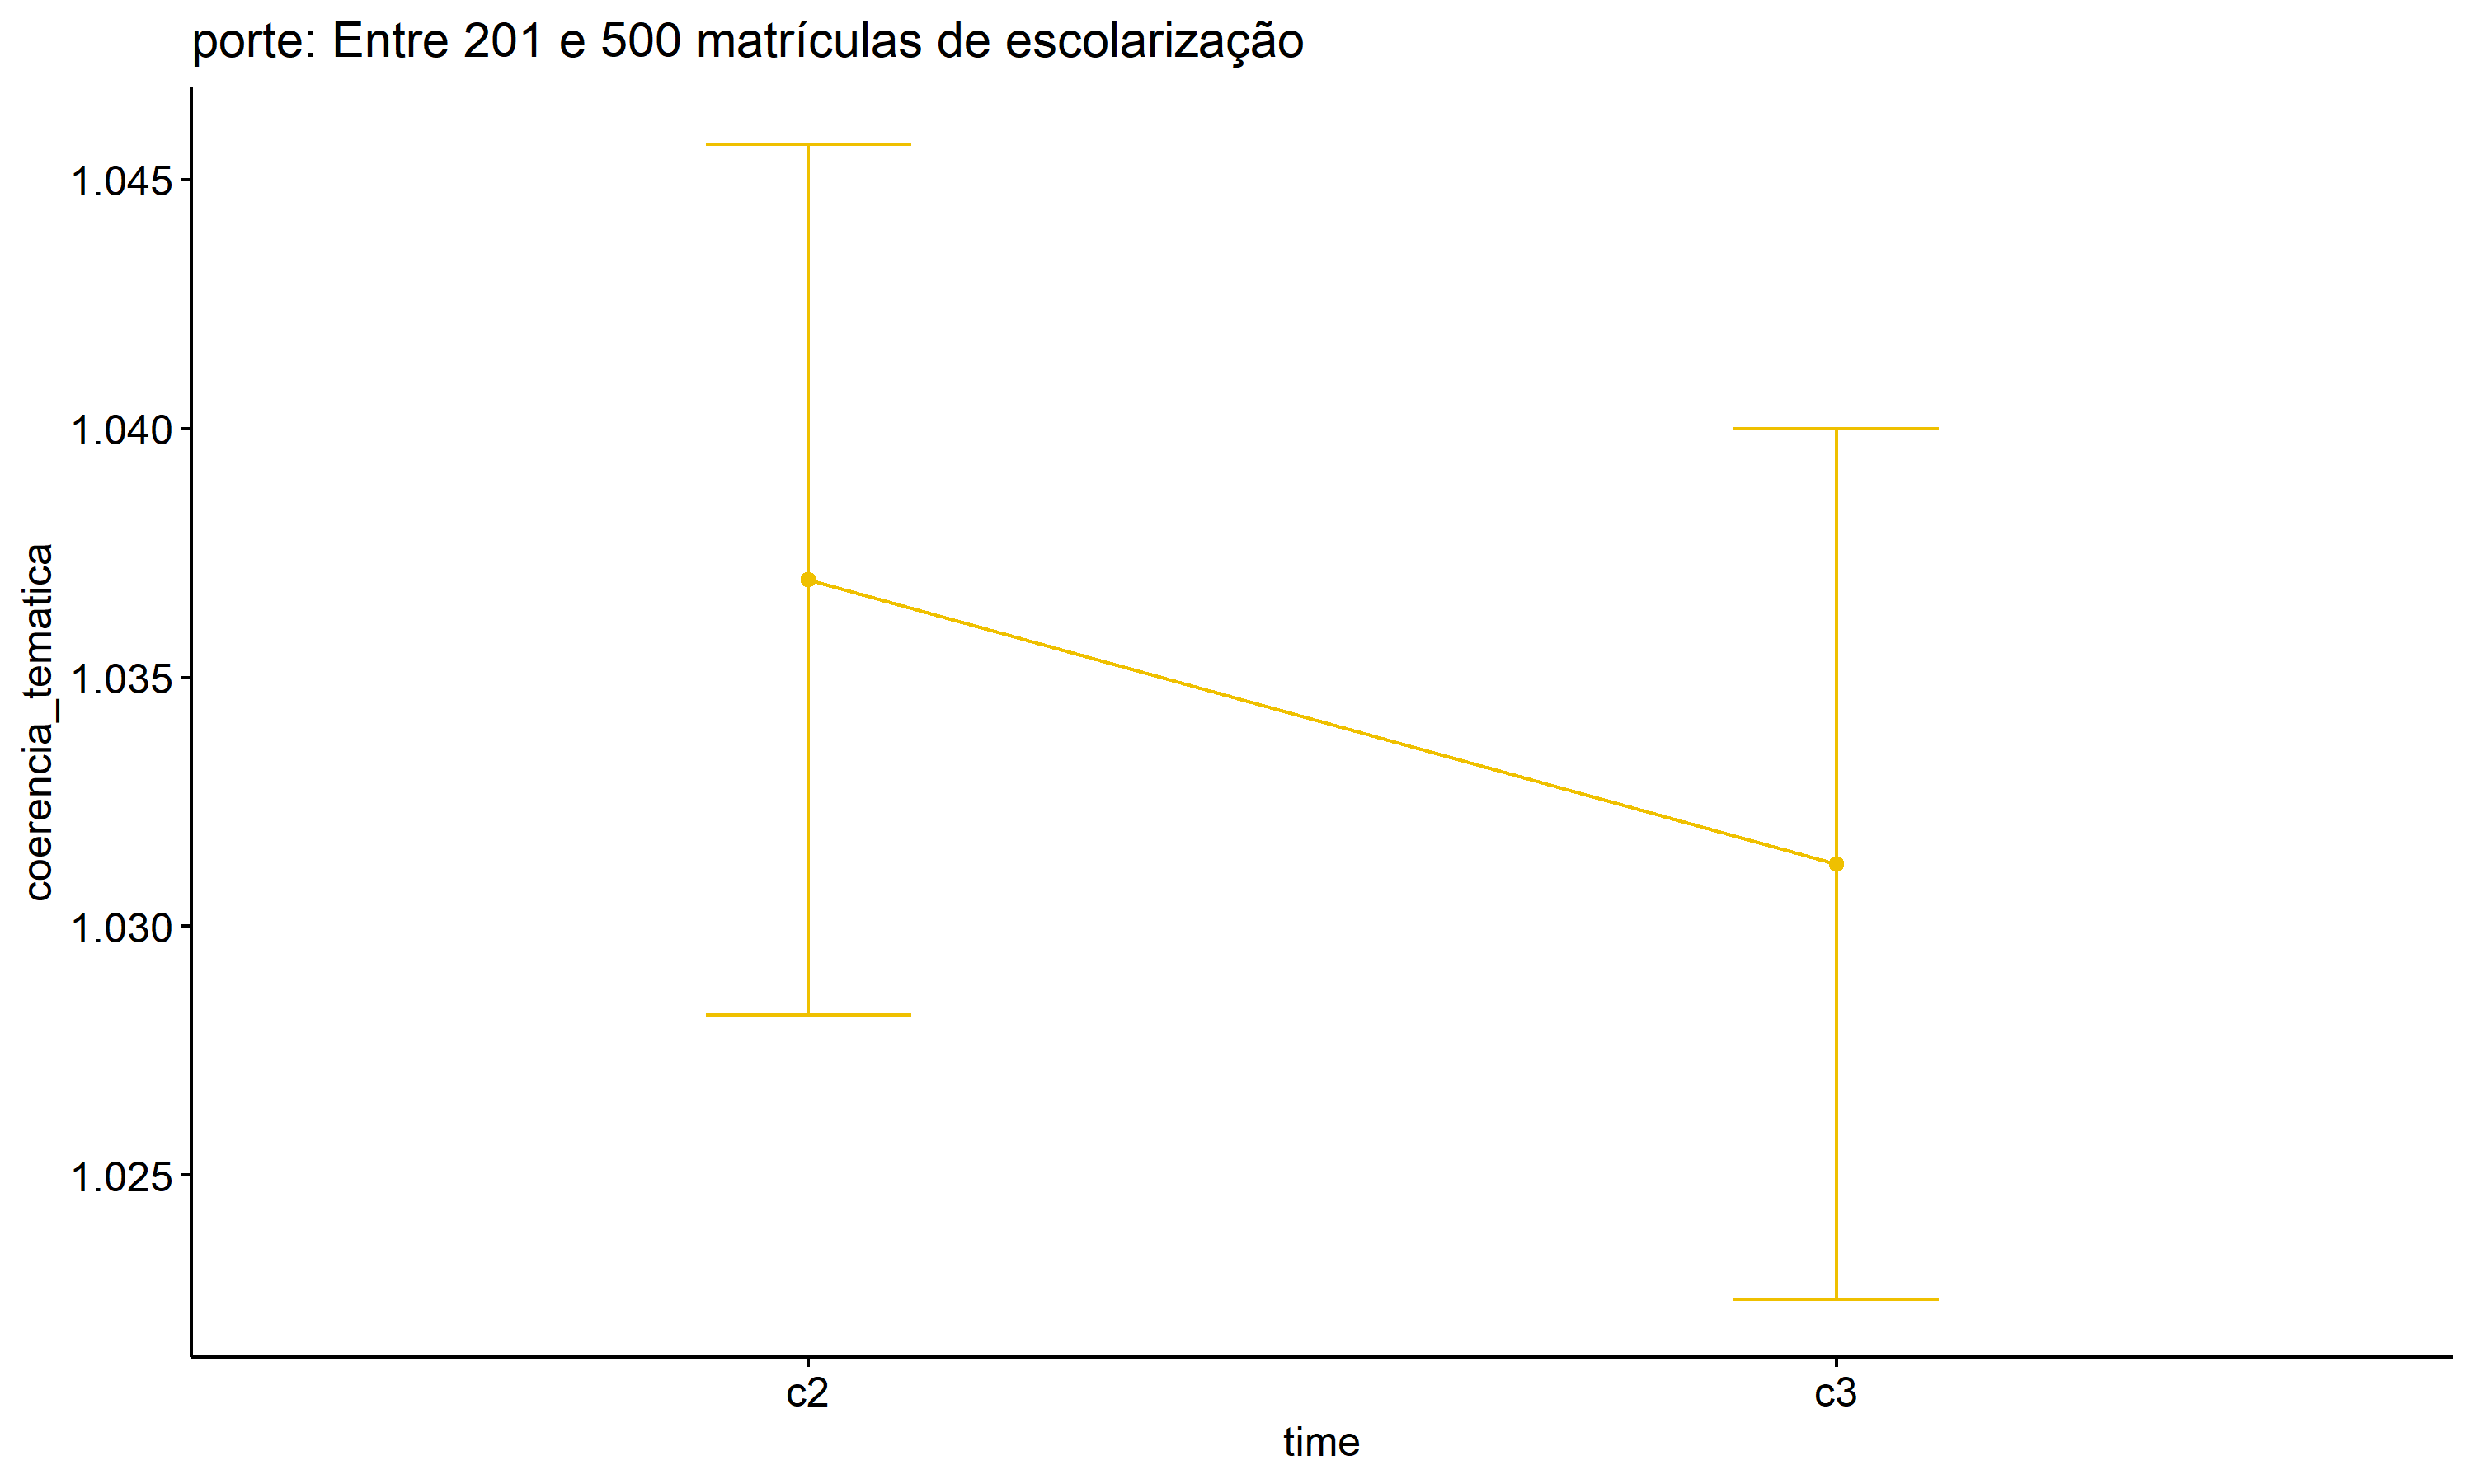 porte: Entre 201 e 500 matrículas de escolarização
coerencia_tematica
1.045
1.040
1.035
1.030
1.025
c2
c3
time